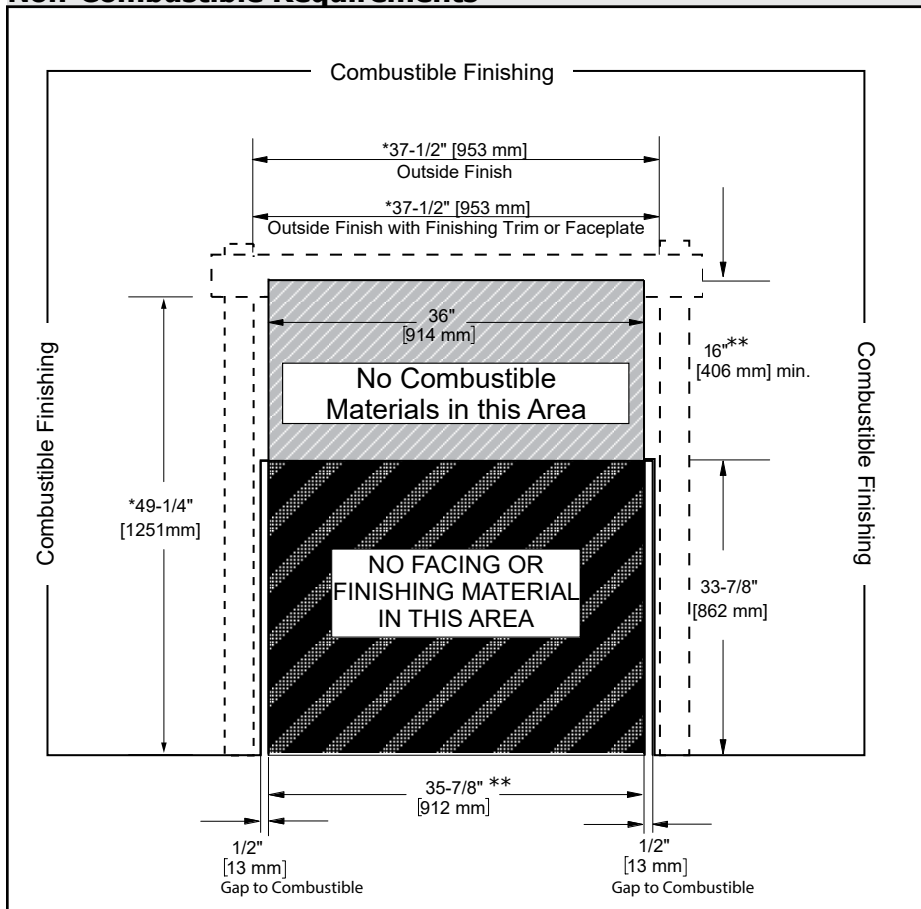 Non-Combustible Requirements
Combustible Finishing
*37-1/2" [953 mm]
Outside Finish
*37-1/2" [953 mm]
Outside Finish with Finishing Trim or Faceplate
36"
[914 mm]
16"**
[406 mm] min.
No Combustible
Materials in this Area
Combustible Finishing
Combustible Finishing
*49-1/4"
[1251mm]
NO FACING OR
FINISHING MATERIAL
IN THIS AREA
33-7/8"
[862 mm]
35-7/8" **
[912 mm]
1/2"
[13 mm]
Gap to Combustible
1/2"
[13 mm]
Gap to Combustible